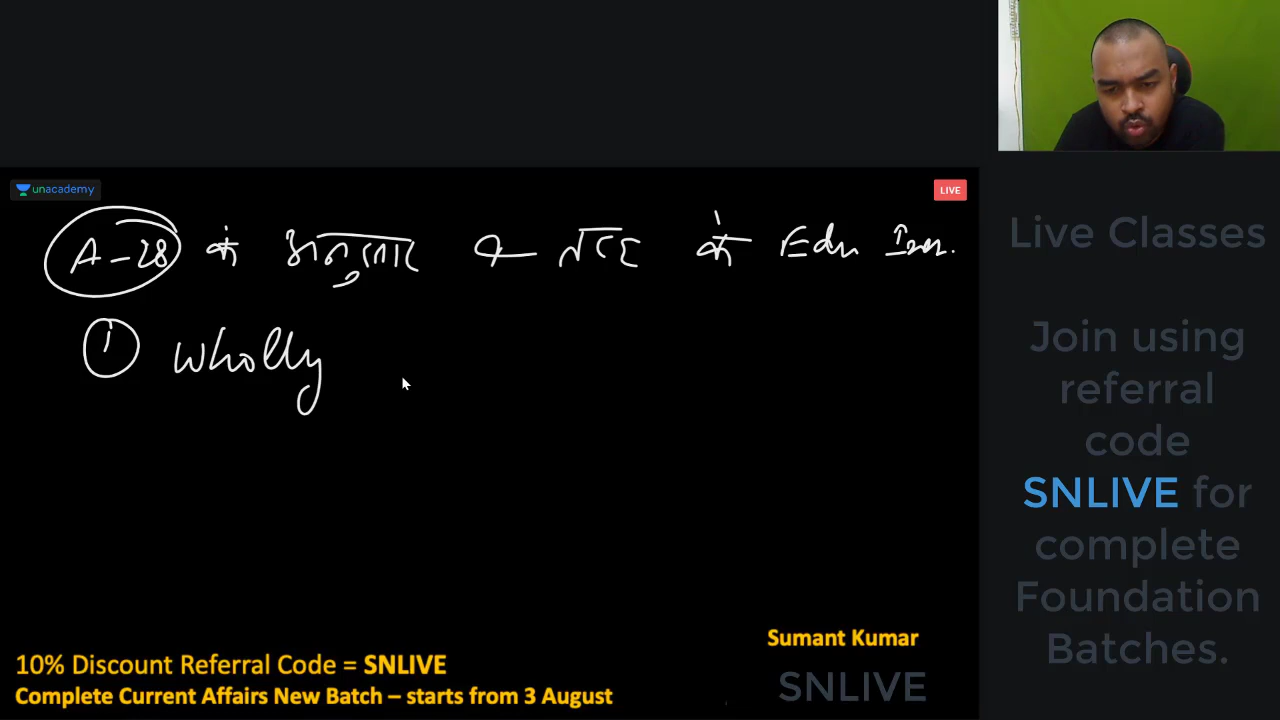 unacademy
LIVE
A-28 के अनुसार 4 तरह के Edu Ins.
① Wholly
Live Classes
Join using
referral
code
SNLIVE for
complete
Foundation
Batches.
Sumant Kumar
10% Discount Referral Code = SNLIVE
SNLIVE
Complete Current Affairs New Batch – starts from 3 August